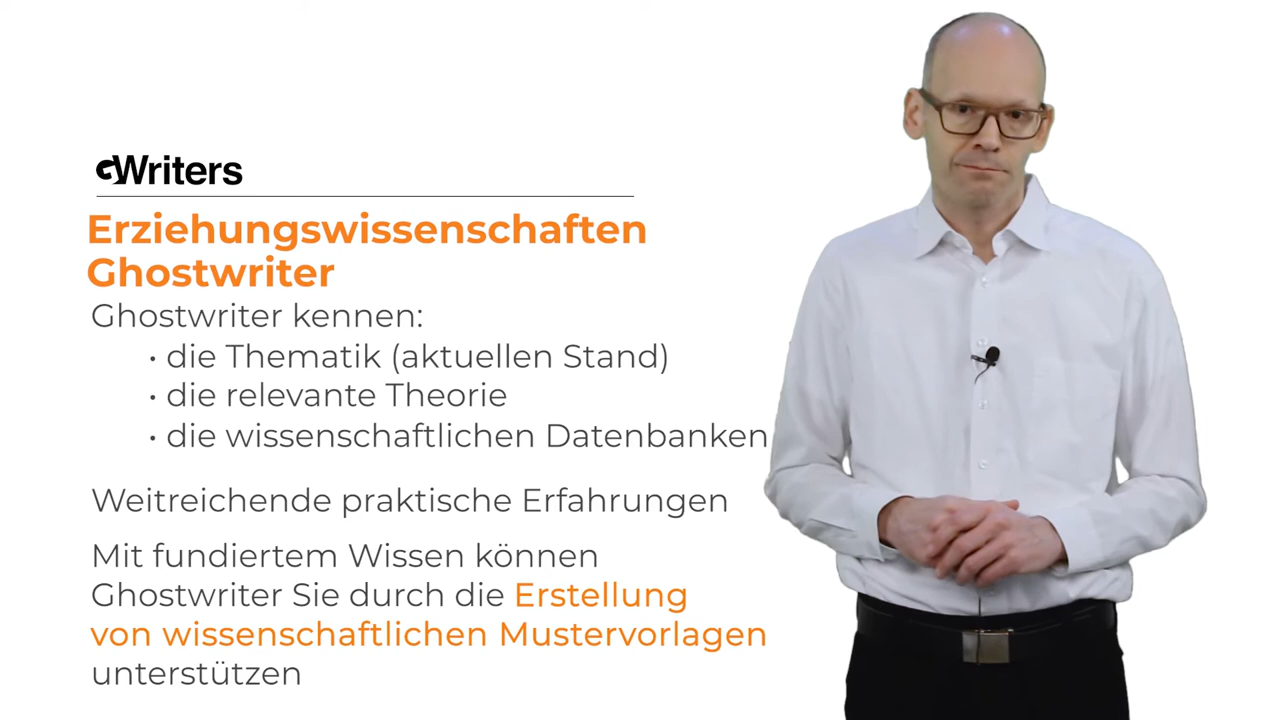 GWriters
Erziehungswissenschaften
Ghostwriter
Ghostwriter kennen:
• die Thematik (aktuellen Stand)
• die relevante Theorie
• die wissenschaftlichen Datenbanken
Weitreichende praktische Erfahrungen
Mit fundiertem Wissen können
Ghostwriter Sie durch die Erstellung
von wissenschaftlichen Mustervorlagen
unterstützen